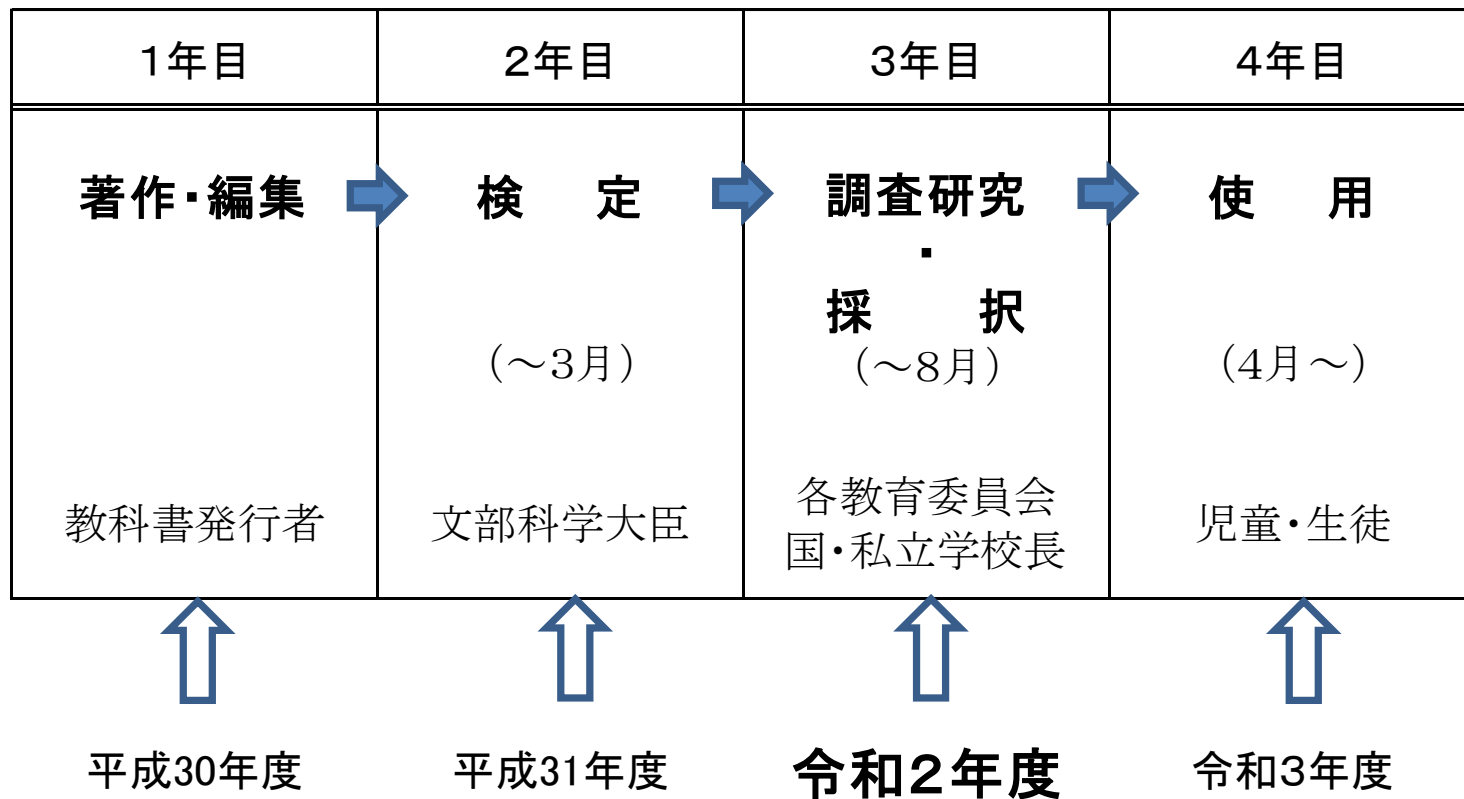 1年目 2年目 3年目 4年目
著作・編集 検 定 調査研究 使 用
・
採 択
(～3月) (～8月) (4月～)
教科書発行者 文部科学大臣 各教育委員会 児童・生徒
国・私立学校長
平成30年度 平成31年度 令和2年度 令和3年度